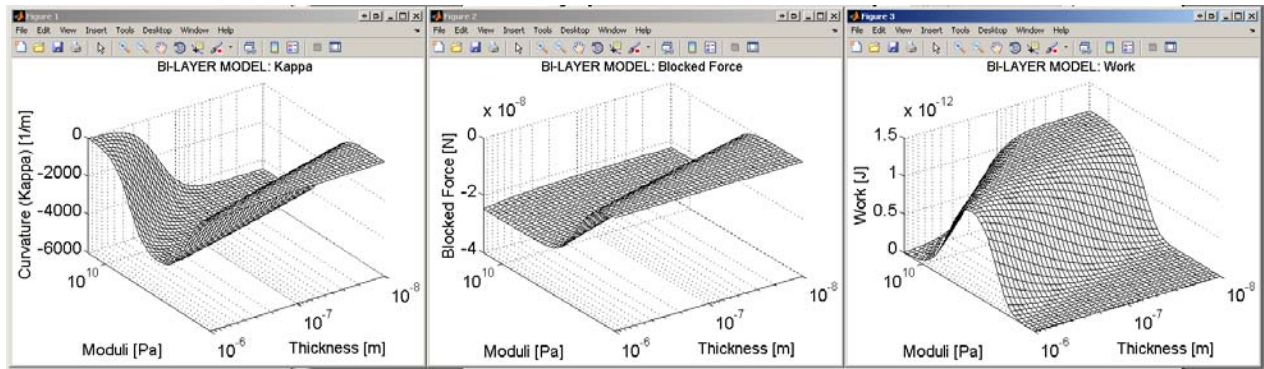 Figure 1
File Edit View Insert Tools Desktop Window Help
BI-LAYER MODEL: Kappa
Curvature (Kappa) [1/m]
0
-2000
-4000
-6000
10^10
Moduli [Pa]
10^-6
10^-7
10^-8
Thickness [m]
Figure 2
File Edit View Insert Tools Desktop Window Help
BI-LAYER MODEL: Blocked Force
x 10^-8
Blocked Force [N]
0
-2
-4
10^10
Moduli [Pa]
10^-6
10^-7
10^-8
Thickness [m]
Figure 3
File Edit View Insert Tools Desktop Window Help
BI-LAYER MODEL: Work
x 10^-12
Work [J]
1.5
1
0.5
0
10^10
Moduli [Pa]
10^-6
10^-7
10^-8
Thickness [m]